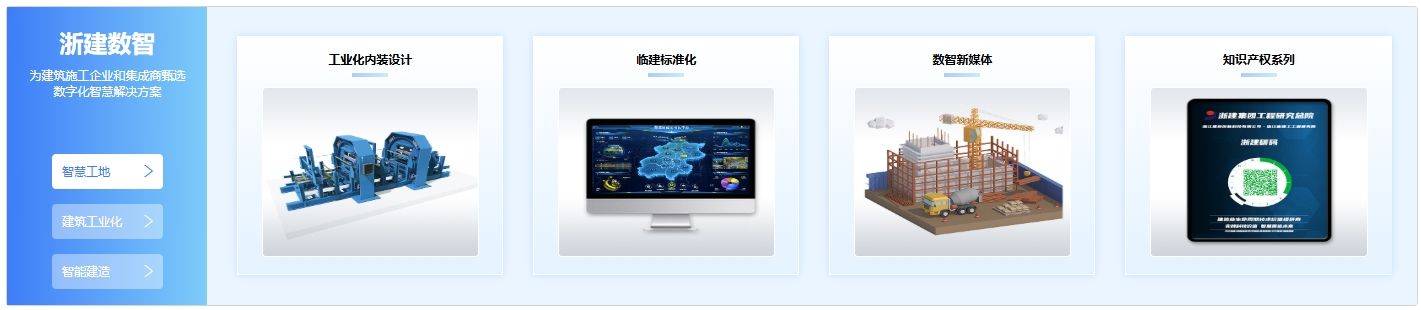 浙建数智
为建筑施工企业和集成商甄选
数字化智慧解决方案
智慧工地
建筑工业化
智能建造
工业化内装设计
临建标准化
数智新媒体
知识产权系列
浙建集团工程研究总院
浙建碳码